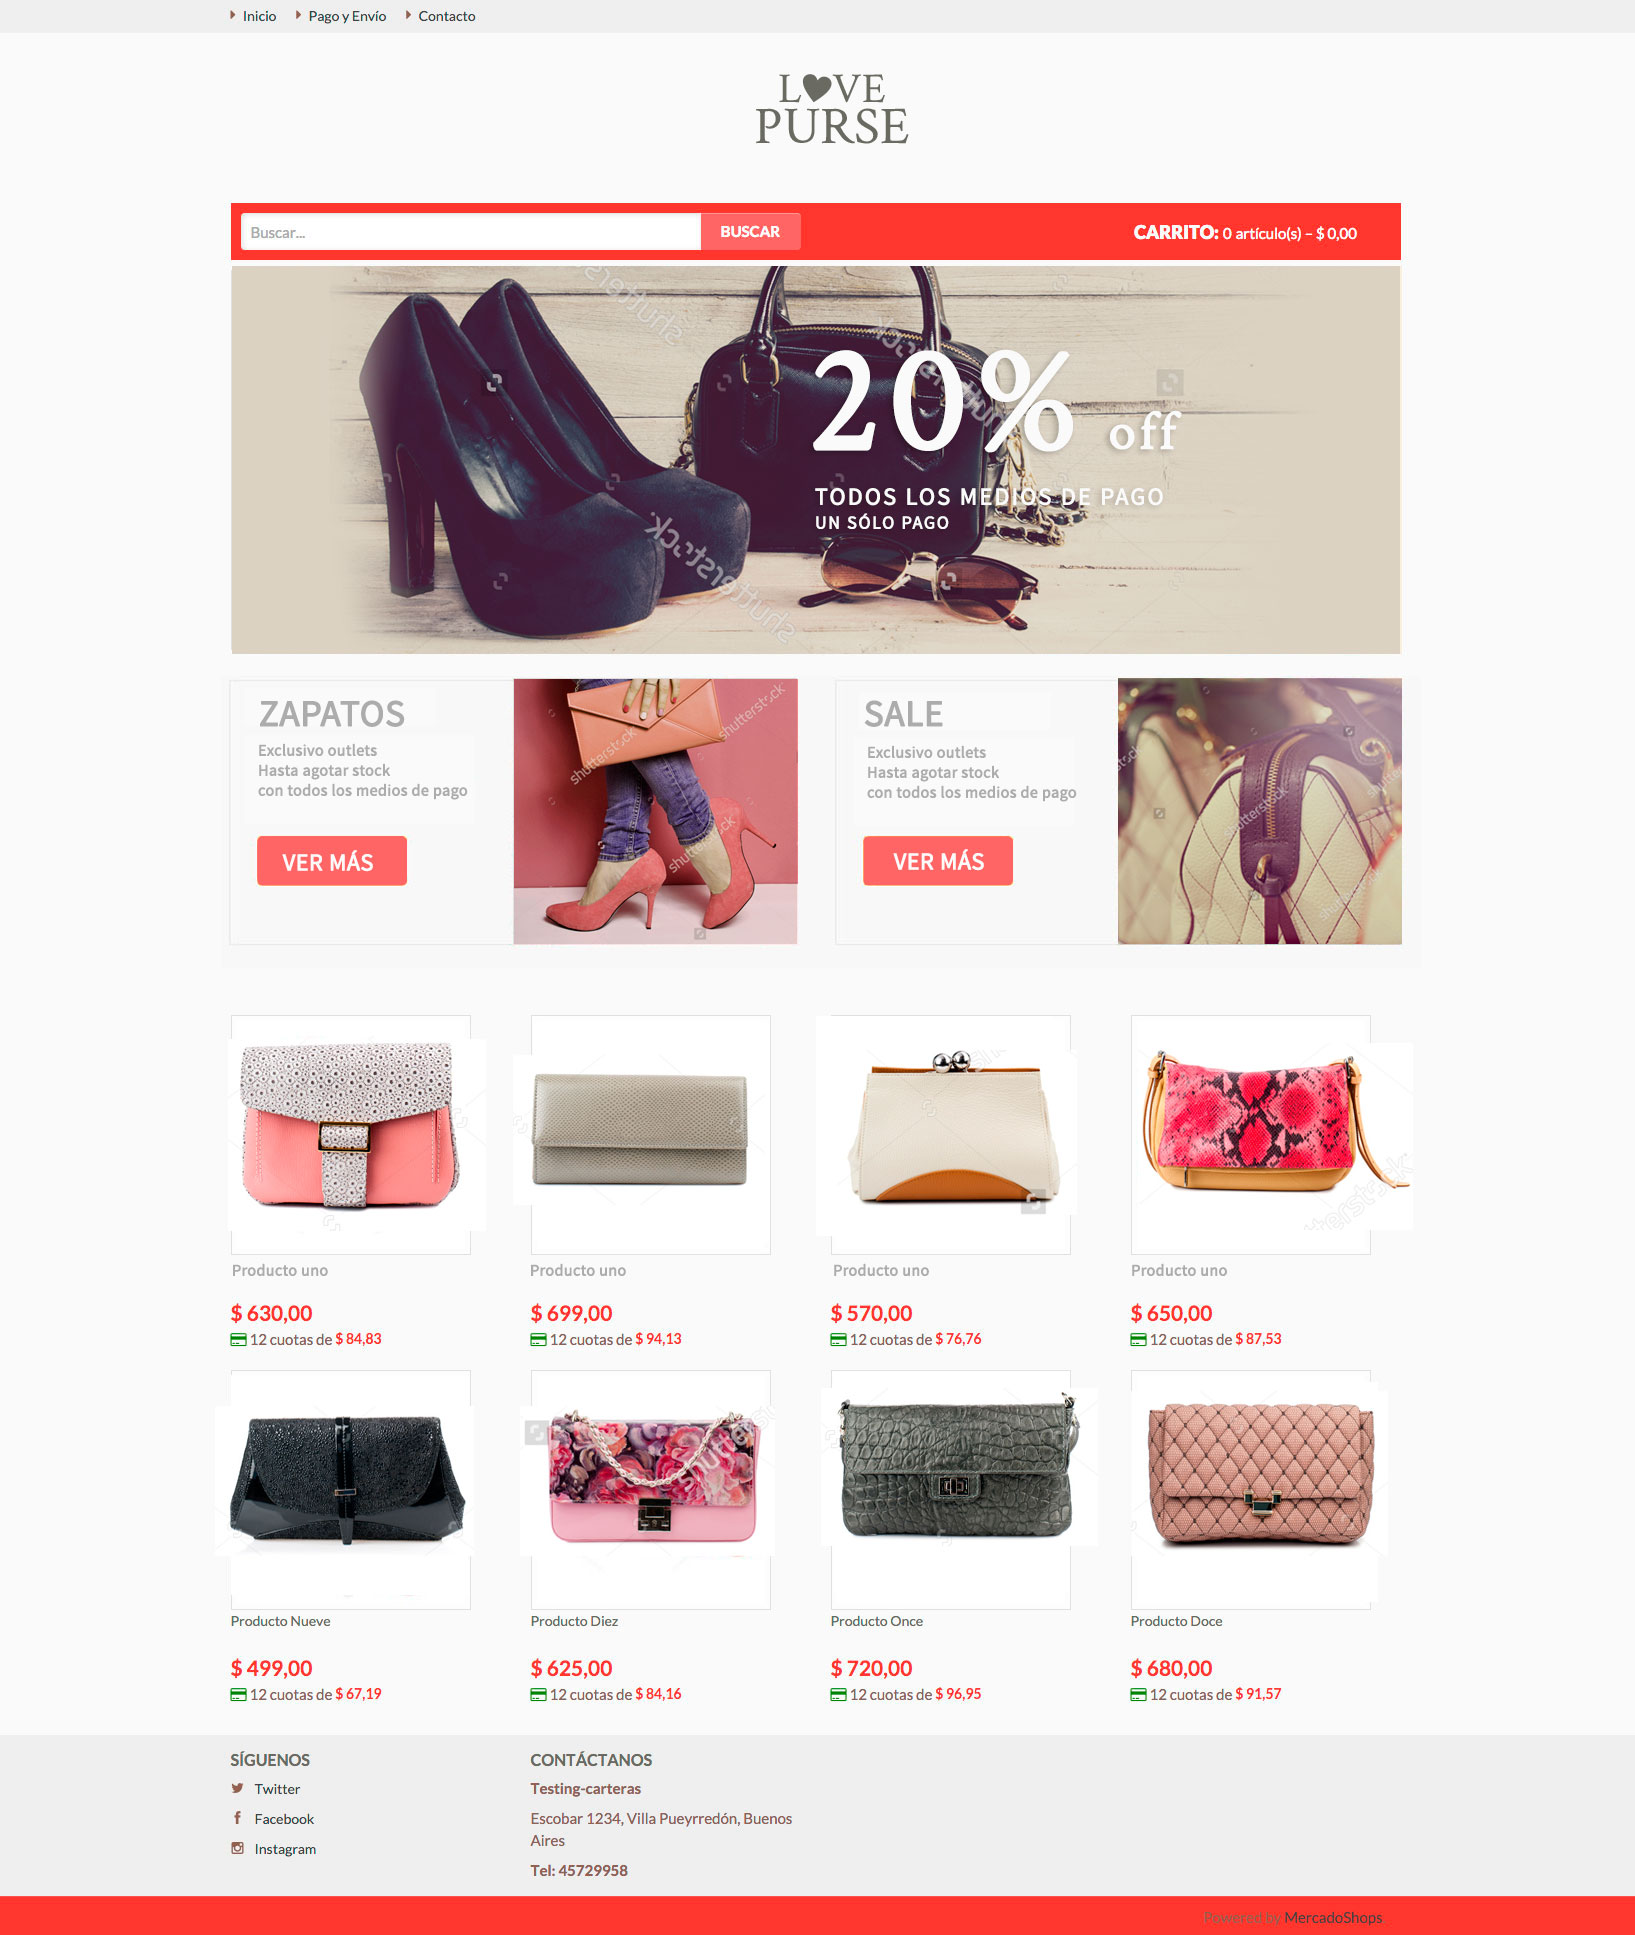 Inicio Pago y Envío Contacto
LOVE
PURSE
Buscar... BUSCAR CARRITO: 0 artículo(s) – $ 0,00
20% off
TODOS LOS MEDIOS DE PAGO
UN SÓLO PAGO
shutterstock
shutterstock
ZAPATOS
Exclusivo outlets
Hasta agotar stock
con todos los medios de pago
VER MÁS
shutterstock
shutterstock
shutterstock
SALE
Exclusivo outlets
Hasta agotar stock
con todos los medios de pago
VER MÁS
shutterstock
Producto uno Producto uno Producto uno Producto uno
$ 630,00 $ 699,00 $ 570,00 $ 650,00
12 cuotas de $ 84,83 12 cuotas de $ 94,13 12 cuotas de $ 76,76 12 cuotas de $ 87,53
Producto Nueve Producto Diez Producto Once Producto Doce
$ 499,00 $ 625,00 $ 720,00 $ 680,00
12 cuotas de $ 67,19 12 cuotas de $ 84,16 12 cuotas de $ 96,95 12 cuotas de $ 91,57
SÍGUENOS
Twitter
Facebook
Instagram
CONTÁCTANOS
Testing-carteras
Escobar 1234, Villa Pueyrredón, Buenos
Aires
Tel: 45729958
Powered by MercadoShops